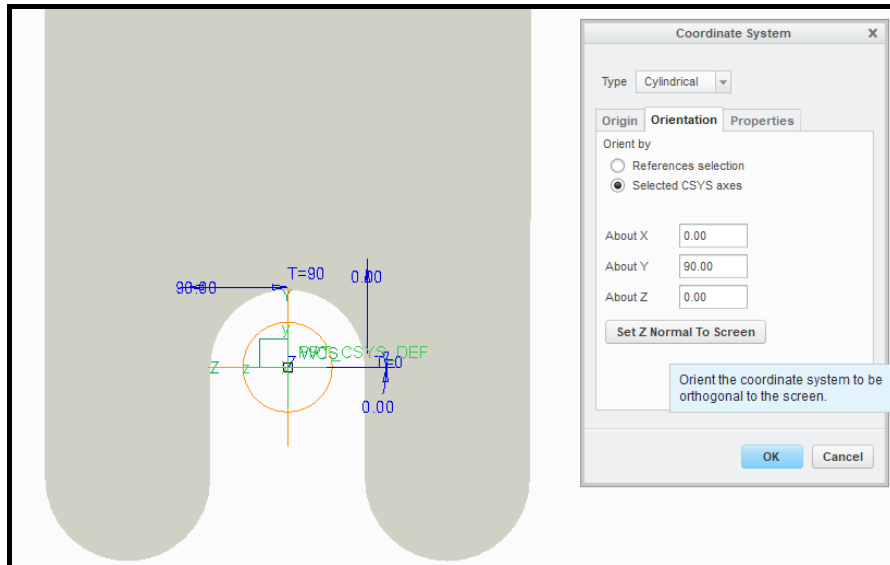 Coordinate System
Type Cylindrical
Origin Orientation Properties
Orient by
References selection
Selected CSYS axes
About X 0.00
About Y 90.00
About Z 0.00
Set Z Normal To Screen
Orient the coordinate system to be
orthogonal to the screen.
OK Cancel
T=90
0.00
Y
y
CSYS_DEF
Z z Z
T=0
0.00